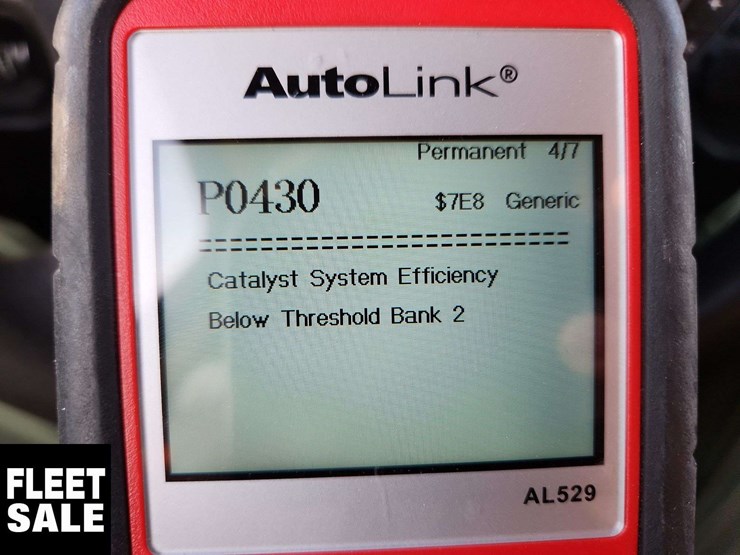 AutoLink®
Permanent 4/7
P0430 $7E8 Generic
==============================
Catalyst System Efficiency
Below Threshold Bank 2
AL529
FLEET
SALE